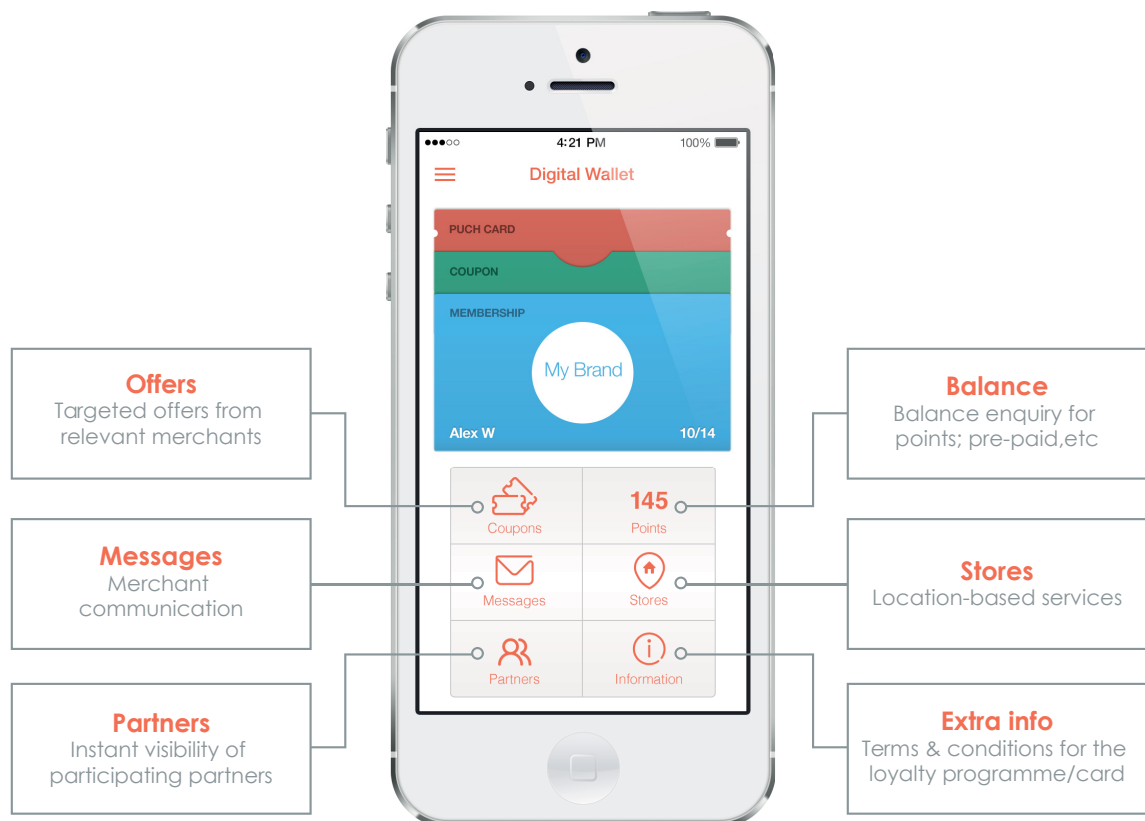 4:21 PM
100%
Digital Wallet
PUCH CARD
COUPON
MEMBERSHIP
My Brand
Alex W
10/14
Offers
Targeted offers from
relevant merchants
Messages
Merchant
communication
Partners
Instant visibility of
participating partners
Coupons
145
Points
Messages
Stores
Partners
Information
Balance
Balance enquiry for
points; pre-paid,etc
Stores
Location-based services
Extra info
Terms & conditions for the
loyalty programme/card